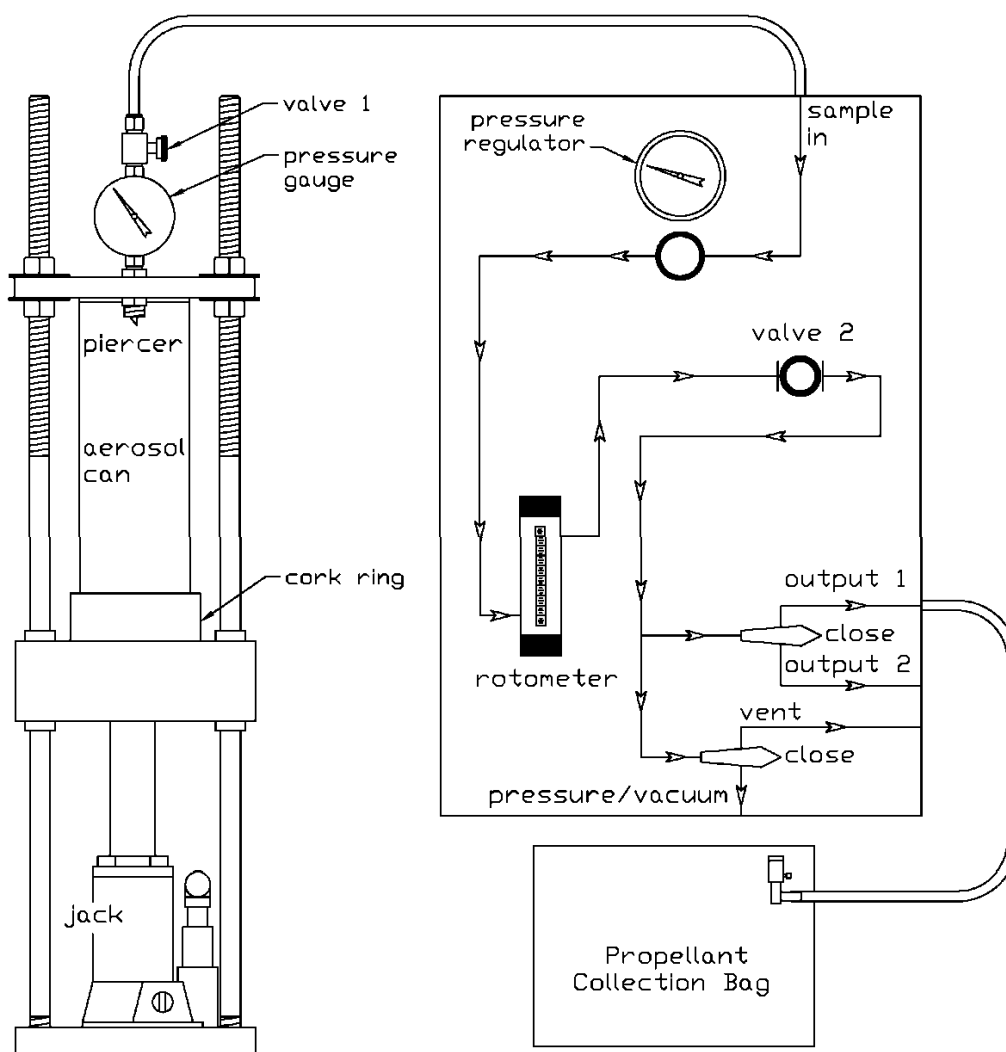 valve 1
pressure
gauge
piercer
aerosol
can
cork ring
jack
sample
in
pressure
regulator
valve 2
rotometer
output 1
close
output 2
vent
close
pressure/vacuum
Propellant
Collection Bag